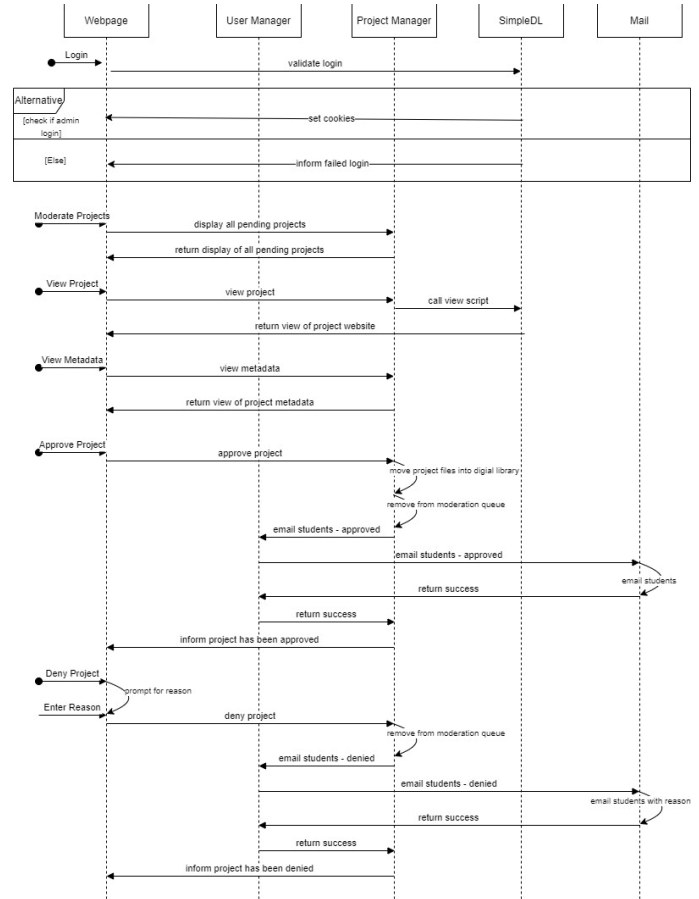 Webpage
User Manager
Project Manager
SimpleDL
Mail
Login
validate login
Alternative
[check if admin
login]
set cookies
[Else]
inform failed login
Moderate Projects
display all pending projects
return display of all pending projects
View Project
view project
call view script
return view of project website
View Metadata
view metadata
return view of project metadata
Approve Project
approve project
move project files into digial library
remove from moderation queue
email students - approved
email students - approved
email students
return success
return success
inform project has been approved
Deny Project
prompt for reason
Enter Reason
deny project
remove from moderation queue
email students - denied
email students - denied
email students with reason
return success
return success
inform project has been denied